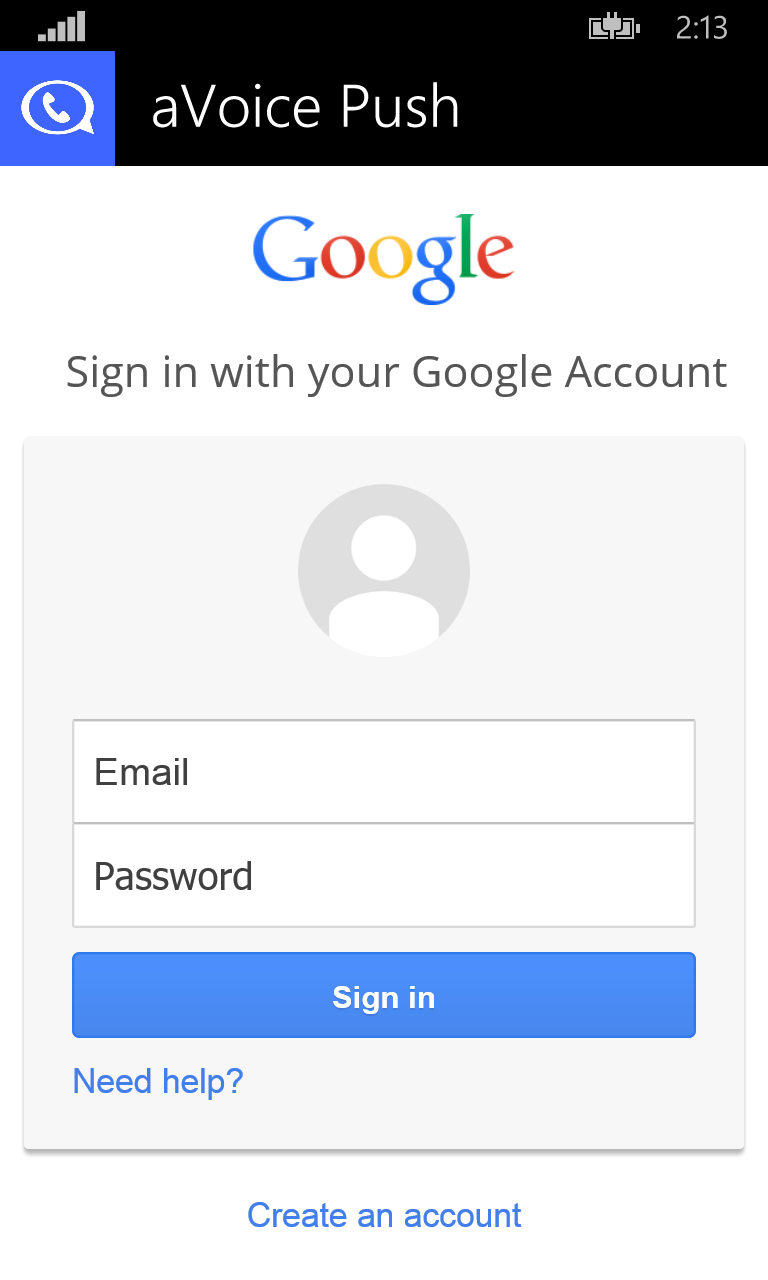 2:13
aVoice Push
Google
Sign in with your Google Account
Email
Password
Sign in
Need help?
Create an account